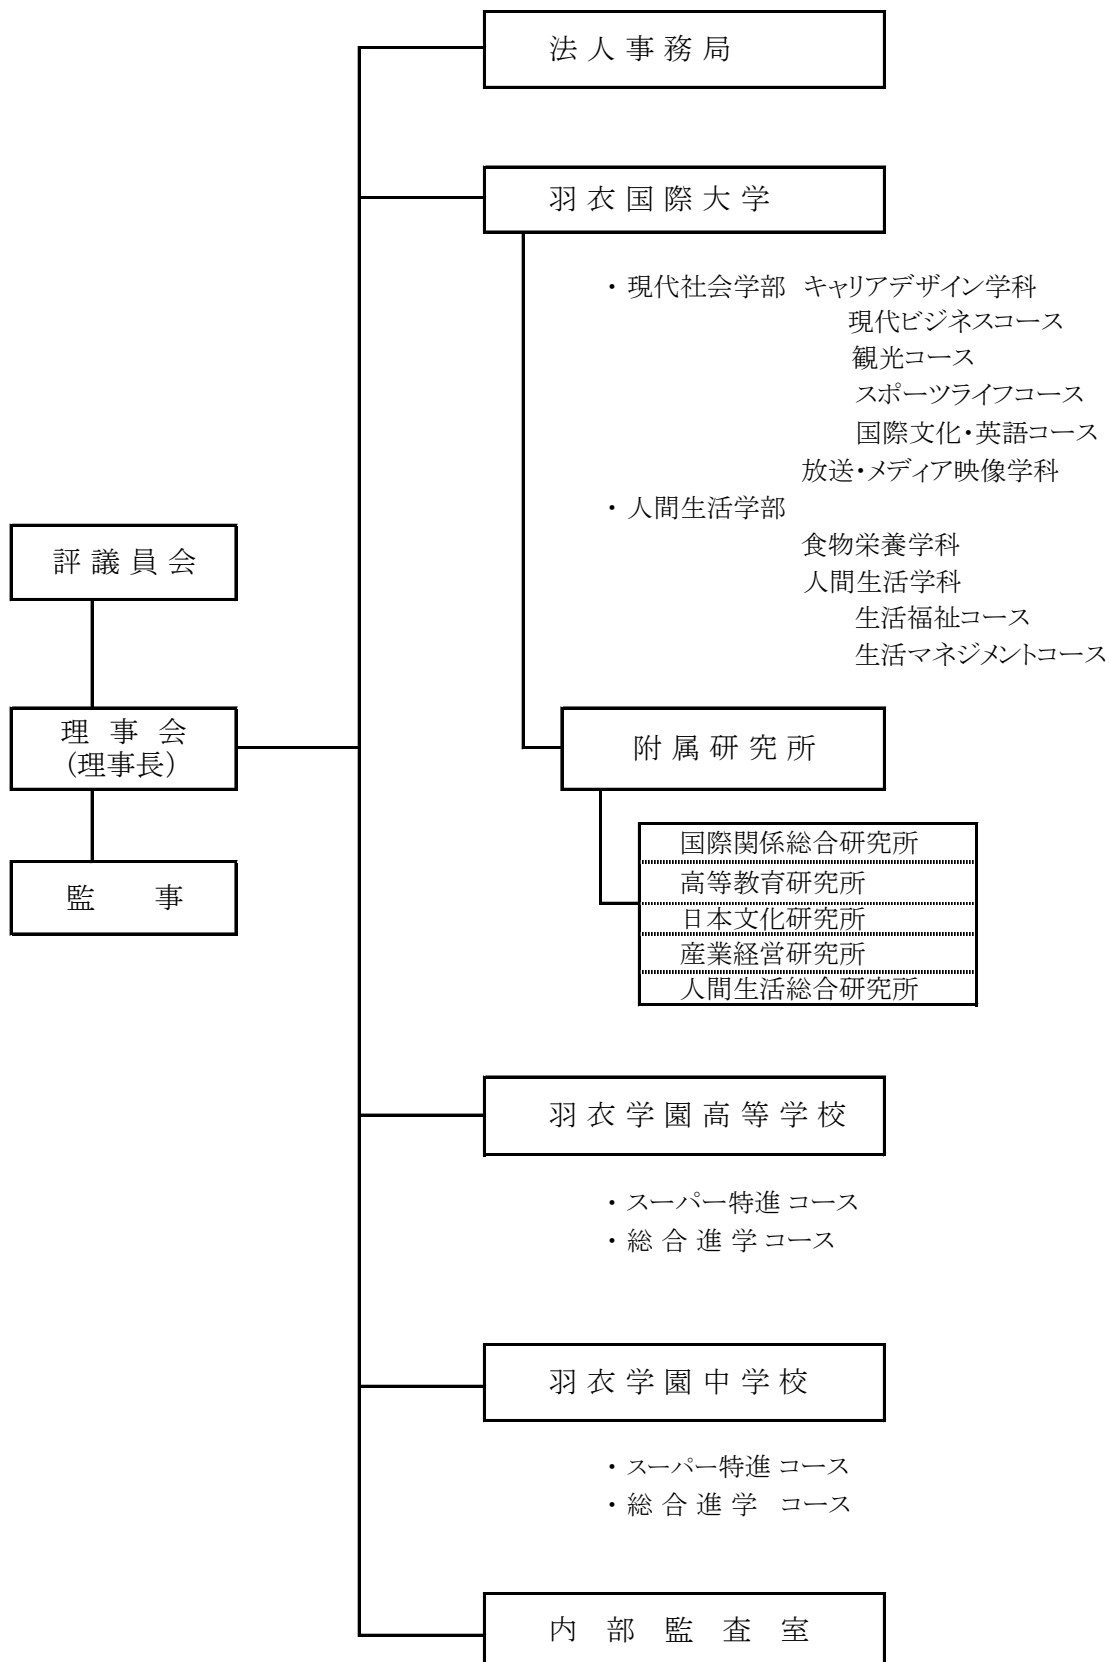 法人事務局
羽衣国際大学
・現代社会学部 キャリアデザイン学科
現代ビジネスコース
観光コース
スポーツライフコース
国際文化・英語コース
放送・メディア映像学科
・人間生活学部
食物栄養学科
人間生活学科
生活福祉コース
生活マネジメントコース
評議員会
理事会
(理事長)
監事
附属研究所
国際関係総合研究所
高等教育研究所
日本文化研究所
産業経営研究所
人間生活総合研究所
羽衣学園高等学校
・スーパー特進 コース
・総合進学 コース
羽衣学園中学校
・スーパー特進 コース
・総合進学 コース
内部監査室